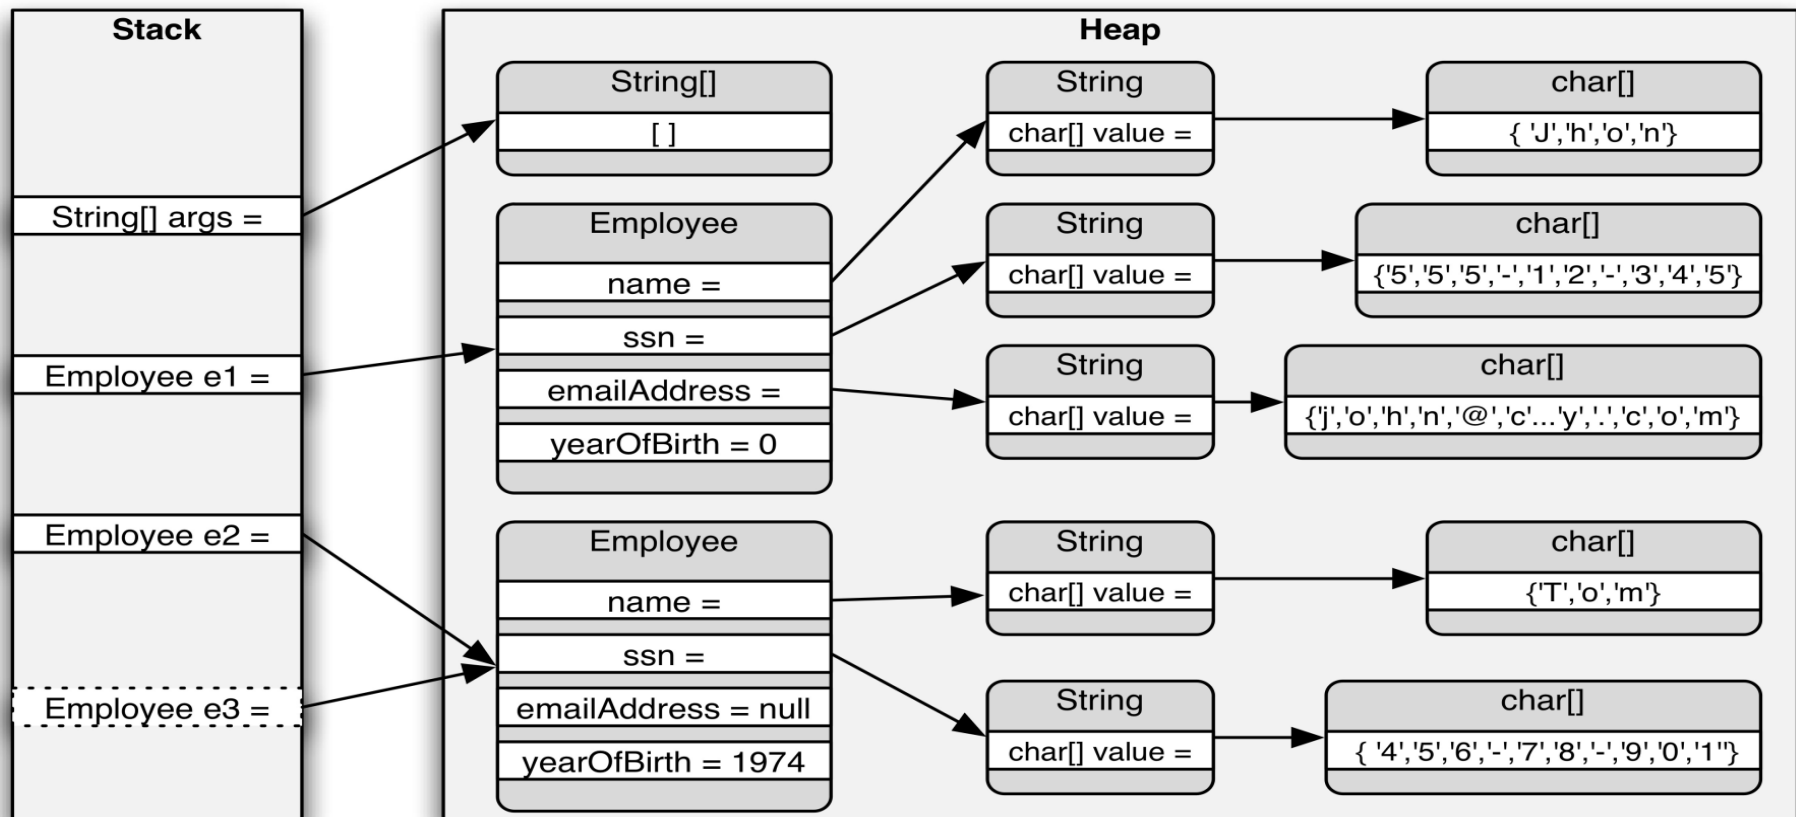 Stack
String[] args =
Employee e1 =
Employee e2 =
Employee e3 =
Heap
String[]
[ ]
Employee
name =
ssn =
emailAddress =
yearOfBirth = 0
Employee
name =
ssn =
emailAddress = null
yearOfBirth = 1974
String
char[] value =
char[]
{ 'J','h','o','n'}
String
char[] value =
char[]
{'5','5','5','-','1','2','-','3','4','5'}
String
char[] value =
char[]
{'j','o','h','n','@','c'...'y','.','c','o','m'}
String
char[] value =
char[]
{'T','o','m'}
String
char[] value =
char[]
{ '4','5','6','-','7','8','-','9','0','1''}